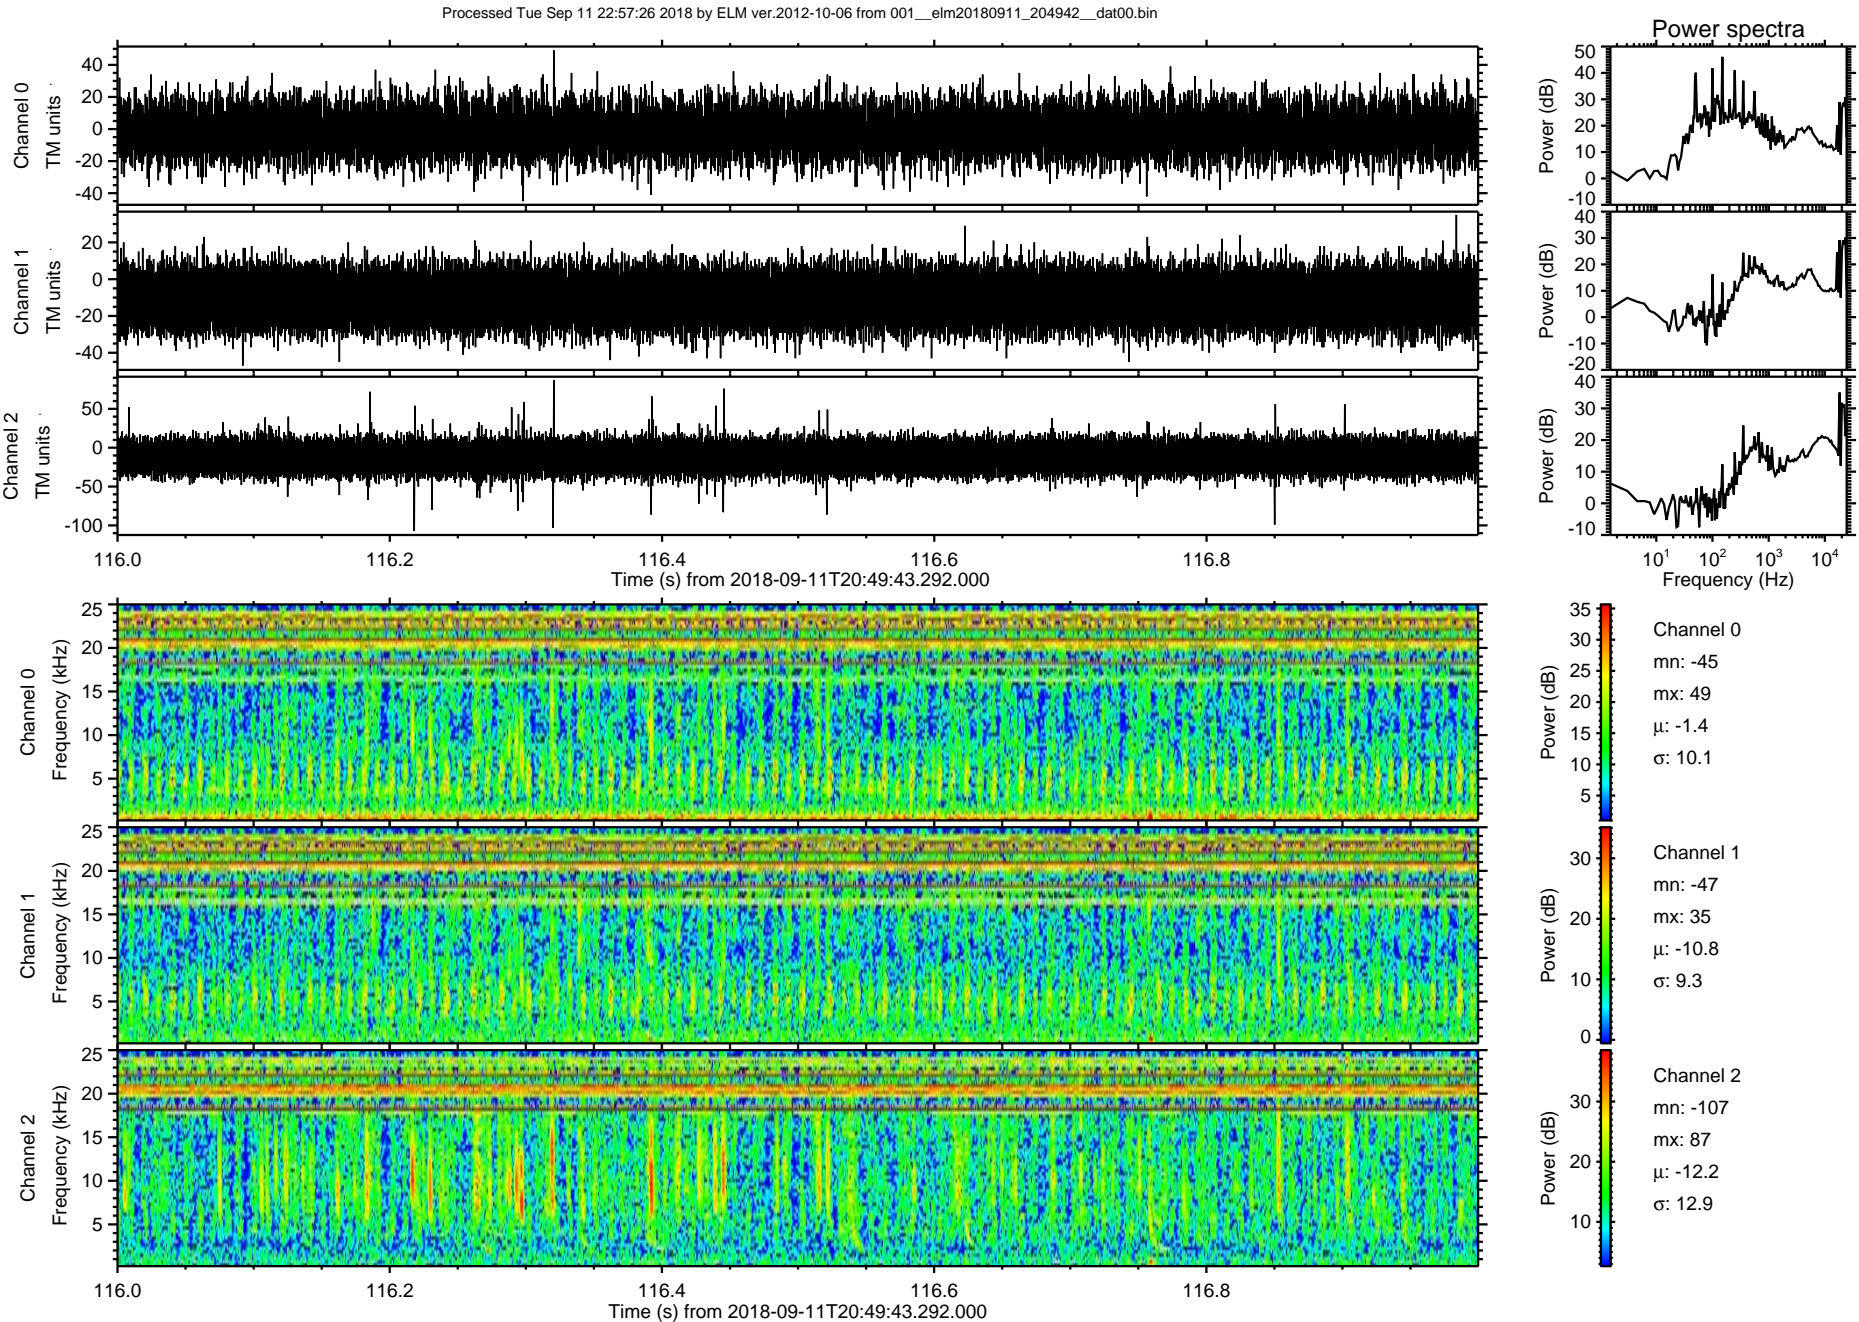 Processed Tue Sep 11 22:57:26 2018 by ELM ver.2012-10-06 from 001__elm20180911_204942__dat00.bin
Power spectra
Channel 0
TM units
40
20
0
-20
-40
Power (dB)
50
40
30
20
10
0
-10
Channel 1
TM units
20
0
-20
-40
Power (dB)
40
30
20
10
0
-10
-20
Channel 2
TM units
50
0
-50
-100
Power (dB)
40
30
20
10
0
-10
116.0 116.2 116.4 116.6 116.8
Time (s) from 2018-09-11T20:49:43.292.000
10^1 10^2 10^3 10^4
Frequency (Hz)
Channel 0
Frequency (kHz)
25
20
15
10
5
Power (dB)
35
30
25
20
15
10
5
Channel 0
mn: -45
mx: 49
μ: -1.4
σ: 10.1
Channel 1
Frequency (kHz)
25
20
15
10
5
Power (dB)
30
20
10
0
Channel 1
mn: -47
mx: 35
μ: -10.8
σ: 9.3
Channel 2
Frequency (kHz)
25
20
15
10
5
Power (dB)
30
20
10
Channel 2
mn: -107
mx: 87
μ: -12.2
σ: 12.9
116.0 116.2 116.4 116.6 116.8
Time (s) from 2018-09-11T20:49:43.292.000